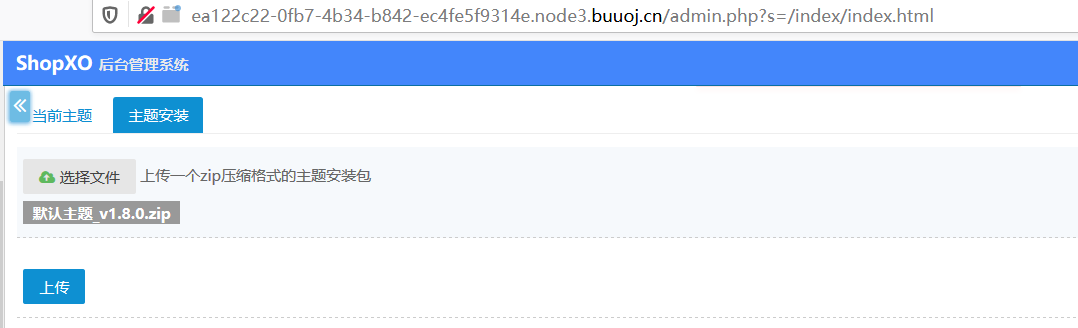 ea122c22-0fb7-4b34-b842-ec4fe5f9314e.node3.buuoj.cn/admin.php?s=/index/index.html
ShopXO 后台管理系统
当前主题 主题安装
选择文件 上传一个zip压缩格式的主题安装包
默认主题_v1.8.0.zip
上传